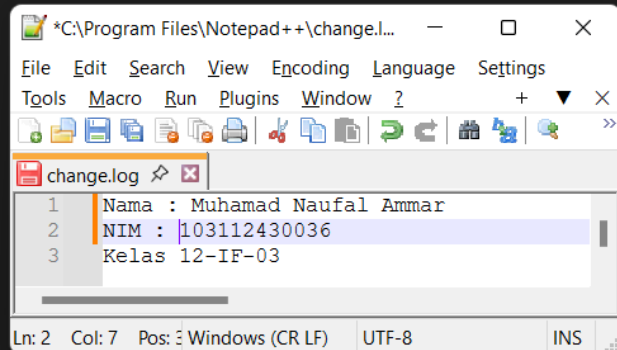 *C:\Program Files\Notepad++\change.l...
File Edit Search View Encoding Language Settings
Tools Macro Run Plugins Window ? + ▼ X
change.log
1 Nama : Muhamad Naufal Ammar
2 NIM : 103112430036
3 Kelas 12-IF-03
Ln: 2 Col: 7 Pos: Windows (CR LF) UTF-8 INS